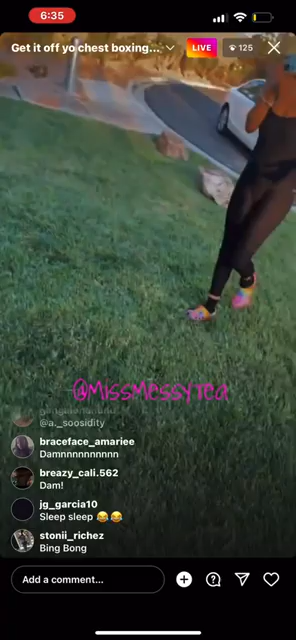 6:35
Get it off yo chest boxing...
LIVE
125
@MissMessyTea
@a._soosidity
braceface_amariee
Damnnnnnnnnnn
breazy_cali.562
Dam!
jg_garcia10
Sleep sleep 😂😂
stonii_richez
Bing Bong
Add a comment...